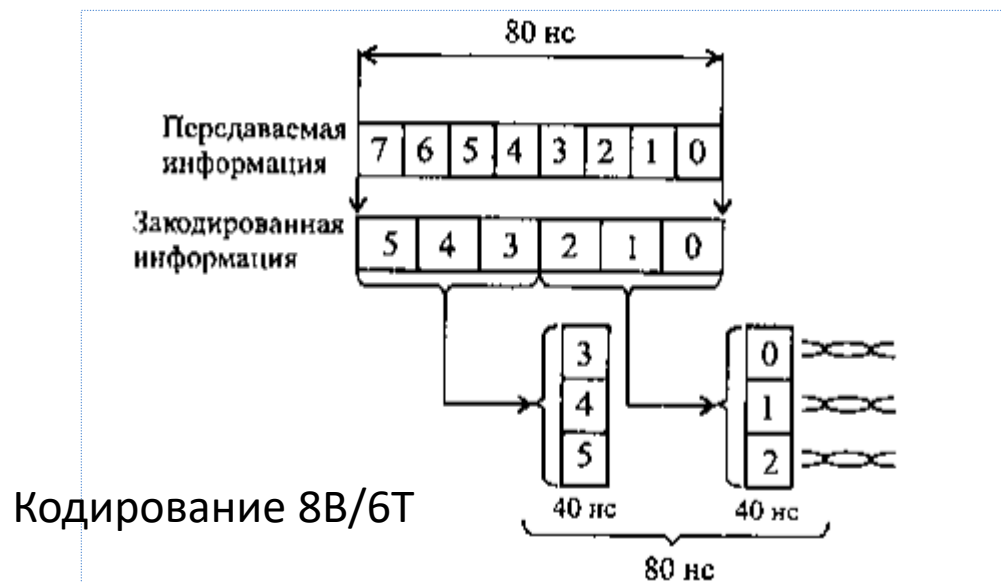 80 нс
Передаваемая
информация
7 6 5 4 3 2 1 0
Закодированная
информация
5 4 3 2 1 0
3 0
4 1
5 2
Кодирование 8B/6T
40 нс 40 нс
80 нс